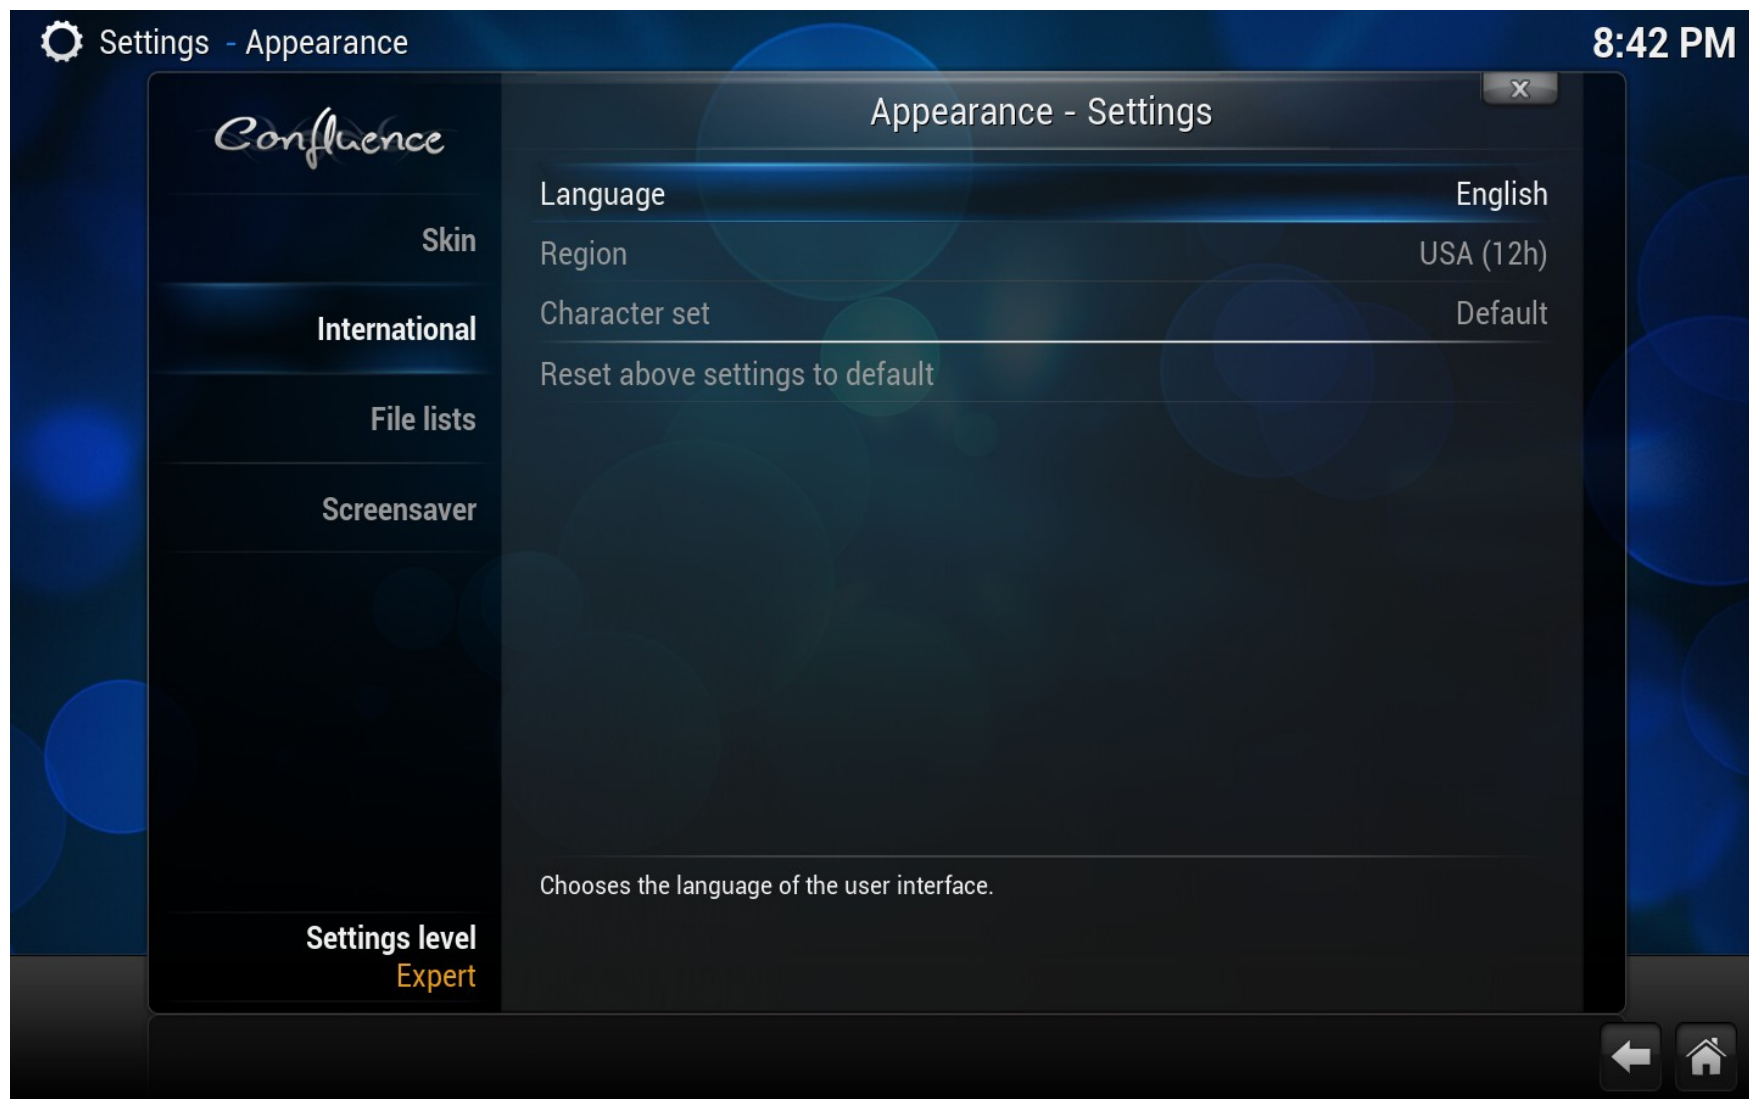 Settings - Appearance
8:42 PM
Confluence
Appearance - Settings
x
Skin
International
File lists
Screensaver
Language English
Region USA (12h)
Character set Default
Reset above settings to default
Chooses the language of the user interface.
Settings level
Expert